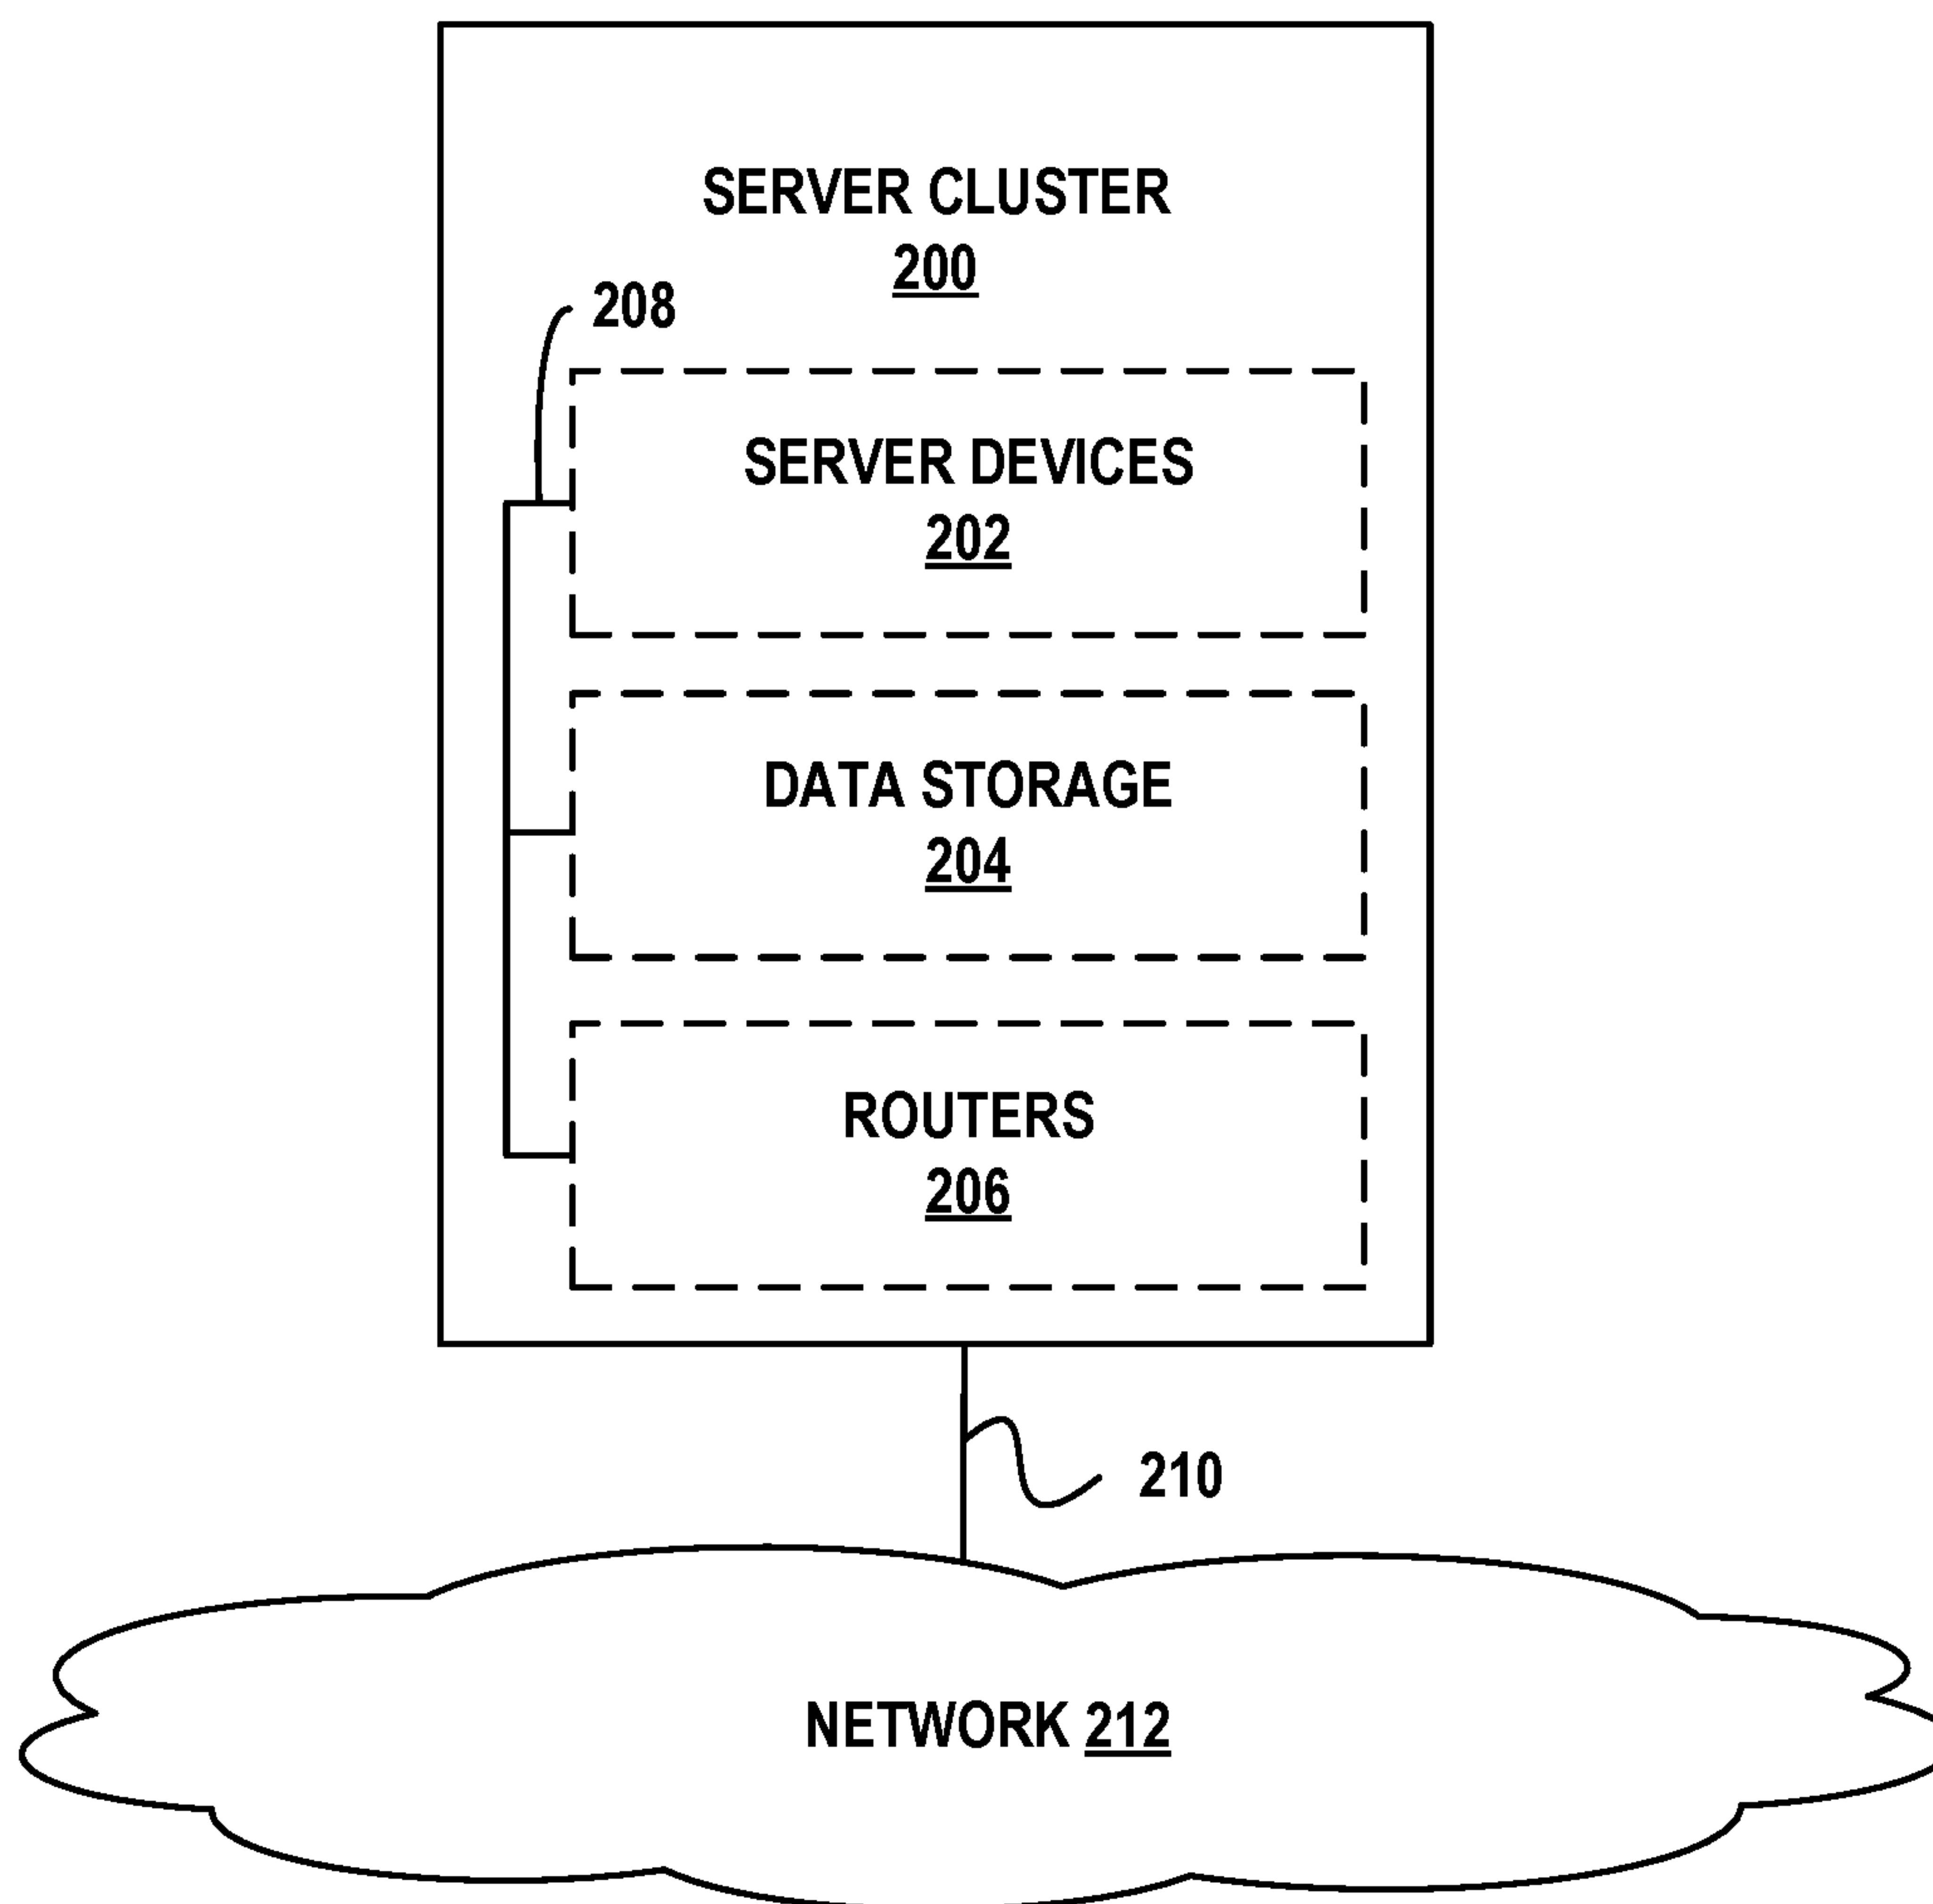 SERVER CLUSTER
200
208
SERVER DEVICES
202
DATA STORAGE
204
ROUTERS
206
210
NETWORK 212